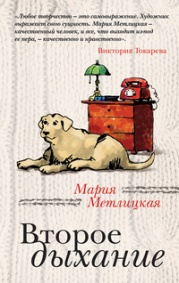 «Любое творчество – это самовыражение. Художник
выражает свою сущность. Мария Метлицкая –
качественный человек, и все, что выходит из-под
ее пера, – качественно и нравственно».
Виктория Токарева
Мария
Метлицкая
Второе
дыхание